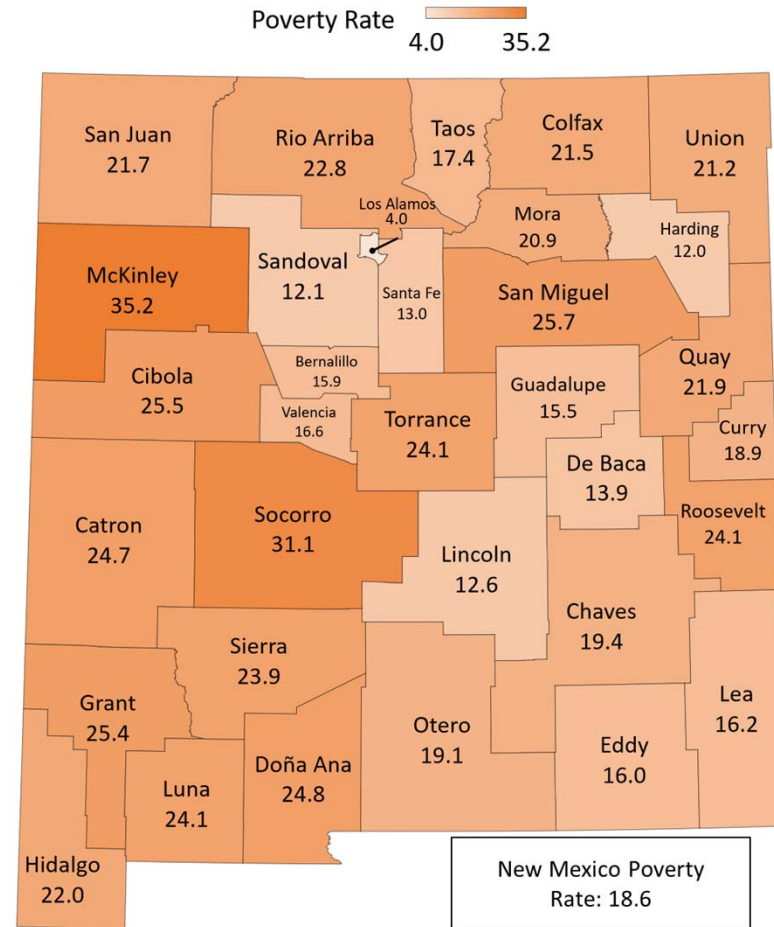 Poverty Rate
4.0 35.2
San Juan
21.7
Rio Arriba
22.8
Taos
17.4
Colfax
21.5
Union
21.2
Los Alamos
4.0
Mora
20.9
Harding
12.0
McKinley
35.2
Sandoval
12.1
Santa Fe
13.0
San Miguel
25.7
Cibola
25.5
Bernalillo
15.9
Valencia
16.6
Torrance
24.1
Guadalupe
15.5
Quay
21.9
Curry
18.9
De Baca
13.9
Roosevelt
24.1
Catron
24.7
Socorro
31.1
Lincoln
12.6
Chaves
19.4
Sierra
23.9
Grant
25.4
Otero
19.1
Lea
16.2
Eddy
16.0
Doña Ana
24.8
Luna
24.1
Hidalgo
22.0
New Mexico Poverty
Rate: 18.6